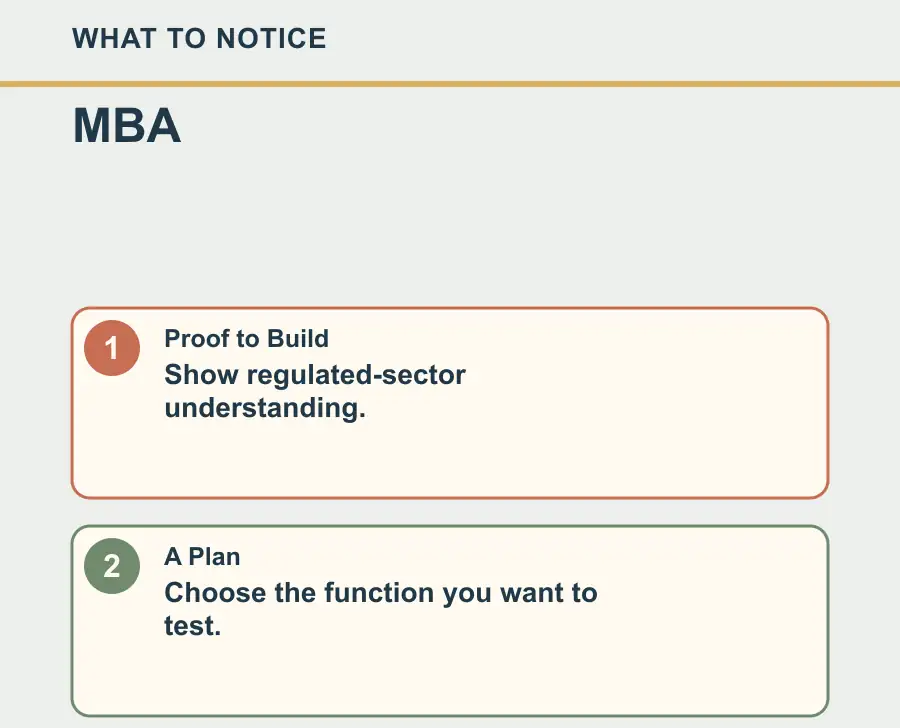 WHAT TO NOTICE
MBA
1
Proof to Build
Show regulated-sector
understanding.
2
A Plan
Choose the function you want to
test.